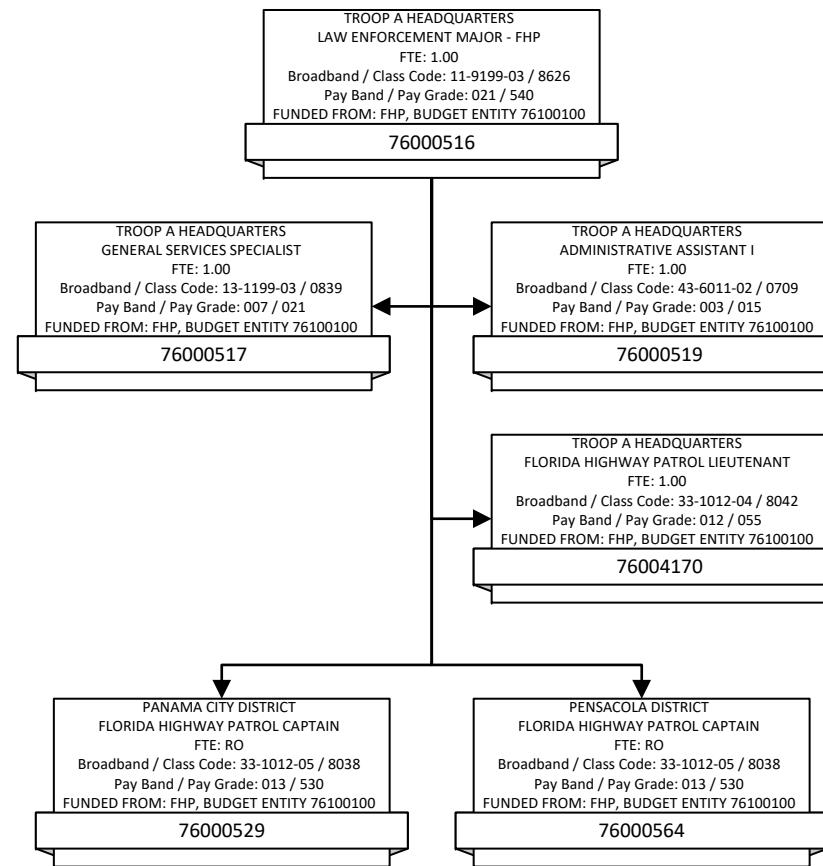 TROOP A HEADQUARTERS
LAW ENFORCEMENT MAJOR - FHP
FTE: 1.00
Broadband / Class Code: 11-9199-03 / 8626
Pay Band / Pay Grade: 021 / 540
FUNDED FROM: FHP, BUDGET ENTITY 76100100
76000516
TROOP A HEADQUARTERS
GENERAL SERVICES SPECIALIST
FTE: 1.00
Broadband / Class Code: 13-1199-03 / 0839
Pay Band / Pay Grade: 007 / 021
FUNDED FROM: FHP, BUDGET ENTITY 76100100
76000517
TROOP A HEADQUARTERS
ADMINISTRATIVE ASSISTANT I
FTE: 1.00
Broadband / Class Code: 43-6011-02 / 0709
Pay Band / Pay Grade: 003 / 015
FUNDED FROM: FHP, BUDGET ENTITY 76100100
76000519
TROOP A HEADQUARTERS
FLORIDA HIGHWAY PATROL LIEUTENANT
FTE: 1.00
Broadband / Class Code: 33-1012-04 / 8042
Pay Band / Pay Grade: 012 / 055
FUNDED FROM: FHP, BUDGET ENTITY 76100100
76004170
PANAMA CITY DISTRICT
FLORIDA HIGHWAY PATROL CAPTAIN
FTE: RO
Broadband / Class Code: 33-1012-05 / 8038
Pay Band / Pay Grade: 013 / 530
FUNDED FROM: FHP, BUDGET ENTITY 76100100
76000529
PENSACOLA DISTRICT
FLORIDA HIGHWAY PATROL CAPTAIN
FTE: RO
Broadband / Class Code: 33-1012-05 / 8038
Pay Band / Pay Grade: 013 / 530
FUNDED FROM: FHP, BUDGET ENTITY 76100100
76000564